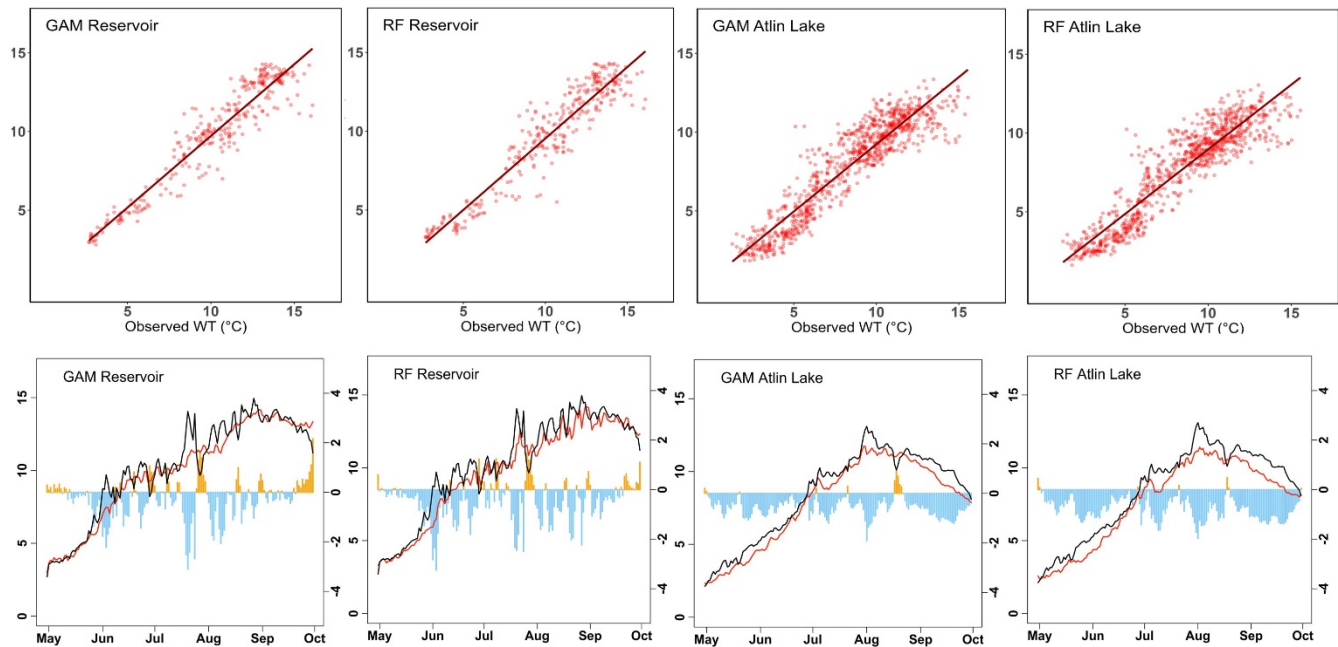 GAM Reservoir
15
10
5
5 10 15
Observed WT (°C)
RF Reservoir
15
10
5
5 10 15
Observed WT (°C)
GAM Atlin Lake
15
10
5
5 10 15
Observed WT (°C)
RF Atlin Lake
15
10
5
5 10 15
Observed WT (°C)
GAM Reservoir
15
10
5
0
4
2
0
-2
-4
May Jun Jul Aug Sep Oct
RF Reservoir
15
10
5
0
4
2
0
-2
-4
May Jun Jul Aug Sep Oct
GAM Atlin Lake
15
10
5
0
4
2
0
-2
-4
May Jun Jul Aug Sep Oct
RF Atlin Lake
15
10
5
0
4
2
0
-2
-4
May Jun Jul Aug Sep Oct